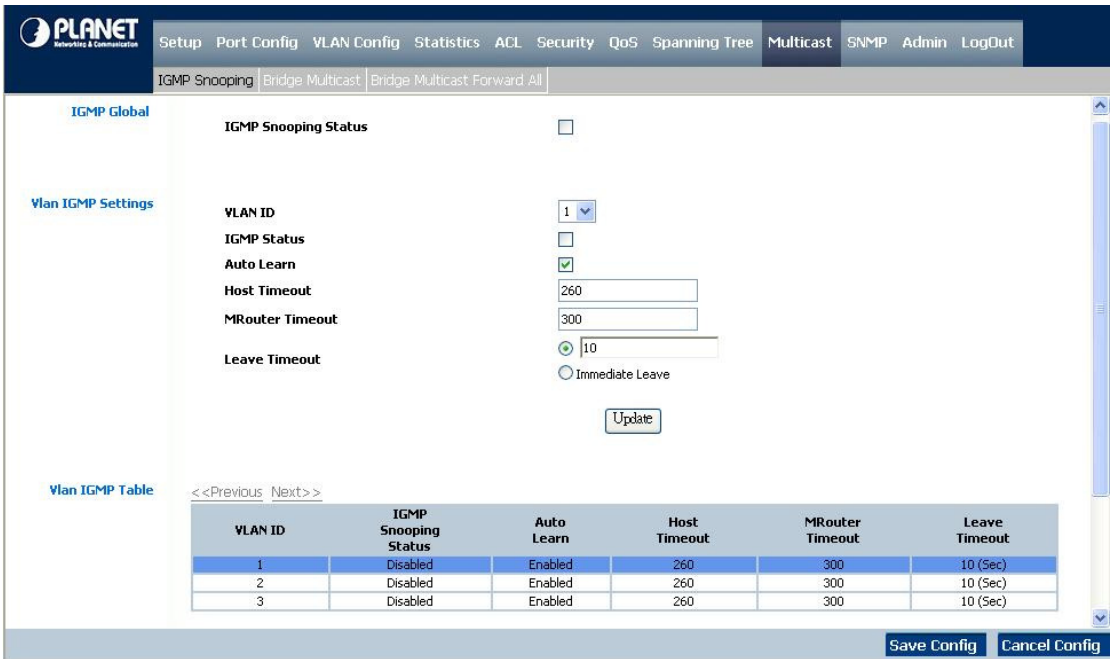 PLANET
Networking & Communication
Setup Port Config VLAN Config Statistics ACL Security QoS Spanning Tree Multicast SNMP Admin LogOut
IGMP Snooping Bridge Multicast Bridge Multicast Forward All
IGMP Global
IGMP Snooping Status
Vlan IGMP Settings
VLAN ID 1
IGMP Status
Auto Learn
Host Timeout 260
MRouter Timeout 300
Leave Timeout 10
Immediate Leave
Update
Vlan IGMP Table
<<Previous Next>>
VLAN ID IGMP Snooping Status Auto Learn Host Timeout MRouter Timeout Leave Timeout
1 Disabled Enabled 260 300 10 (Sec)
2 Disabled Enabled 260 300 10 (Sec)
3 Disabled Enabled 260 300 10 (Sec)
Save Config Cancel Config